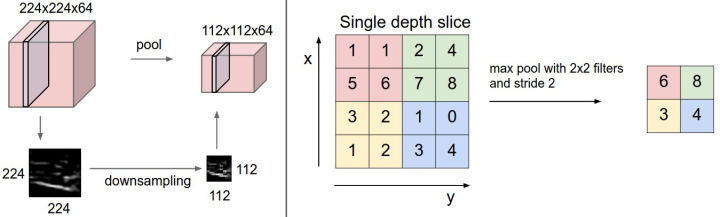 224x224x64
112x112x64
pool
224
224
downsampling
112
112
Single depth slice
x
1 1 2 4
5 6 7 8
3 2 1 0
1 2 3 4
y
max pool with 2x2 filters
and stride 2
6 8
3 4